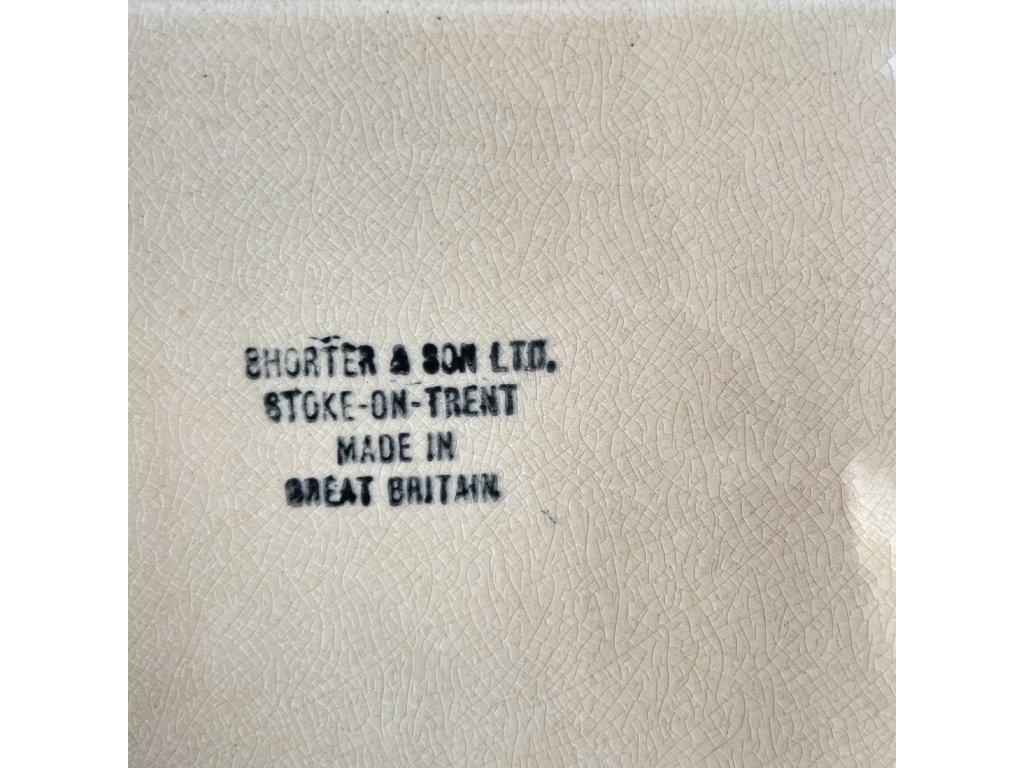 SHORTER & SON LTD.
STOKE-ON-TRENT
MADE IN
GREAT BRITAIN